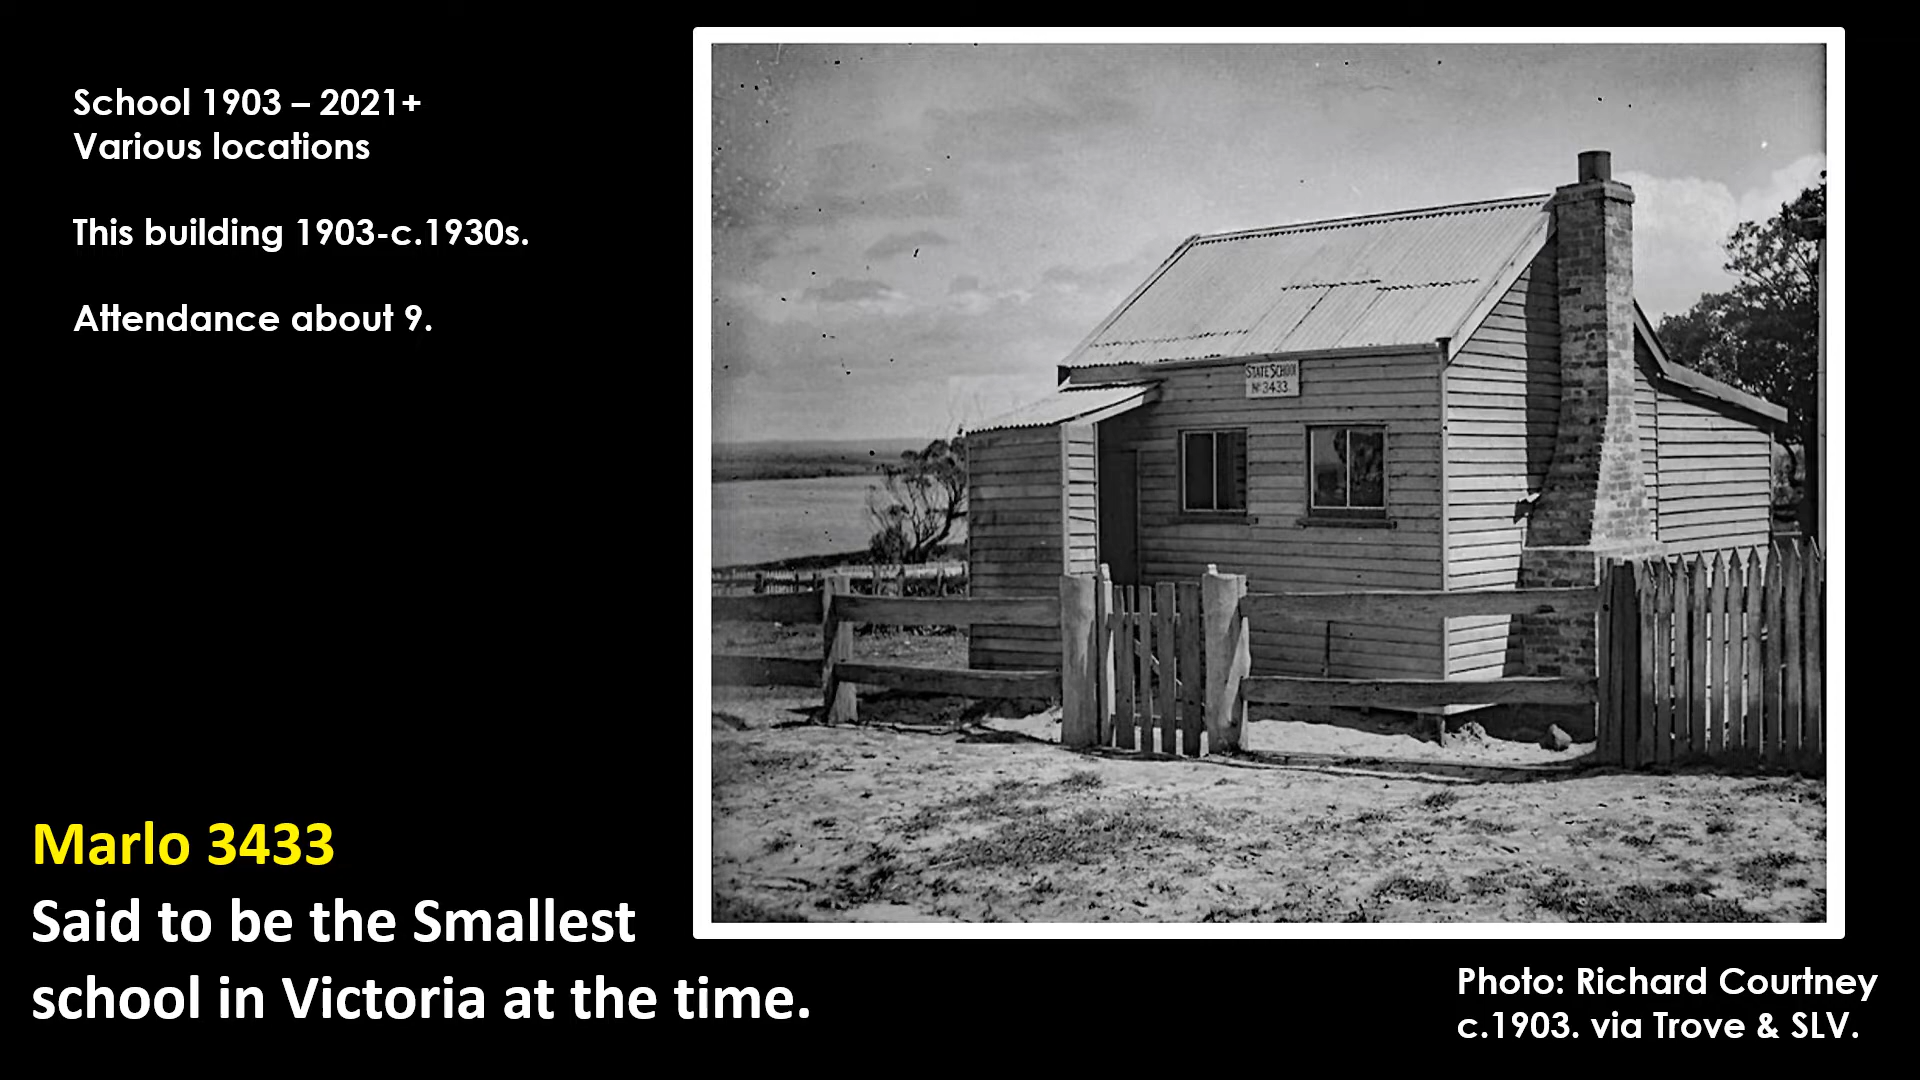 School 1903 – 2021+
Various locations
This building 1903-c.1930s.
Attendance about 9.
STATE SCHOOL
No 3433.
Marlo 3433
Said to be the Smallest
school in Victoria at the time.
Photo: Richard Courtney
c.1903. via Trove & SLV.